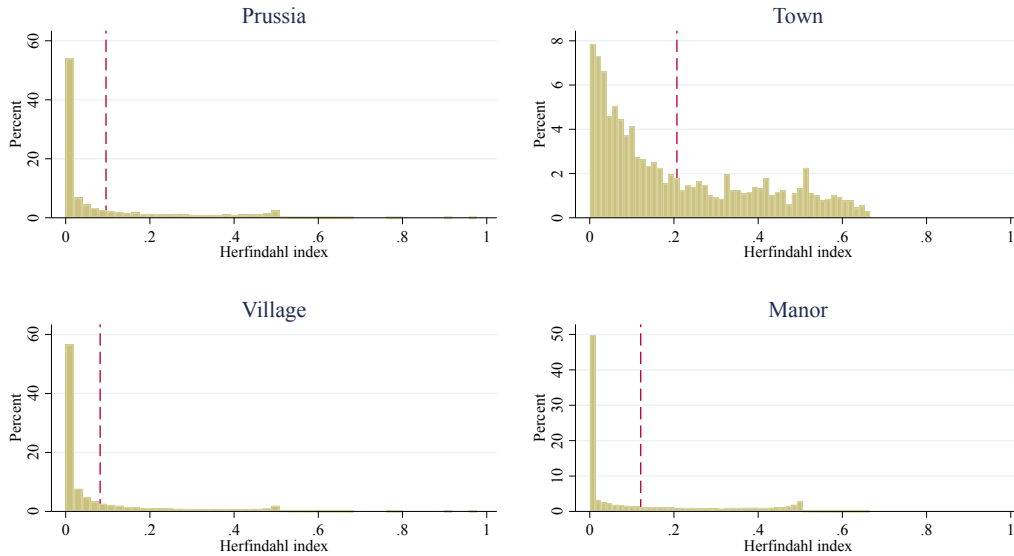 Prussia
Percent
60
40
20
0
0 .2 .4 .6 .8 1
Herfindahl index
Town
Percent
8
6
4
2
0
0 .2 .4 .6 .8 1
Herfindahl index
Village
Percent
60
40
20
0
0 .2 .4 .6 .8 1
Herfindahl index
Manor
Percent
50
40
30
20
10
0
0 .2 .4 .6 .8 1
Herfindahl index